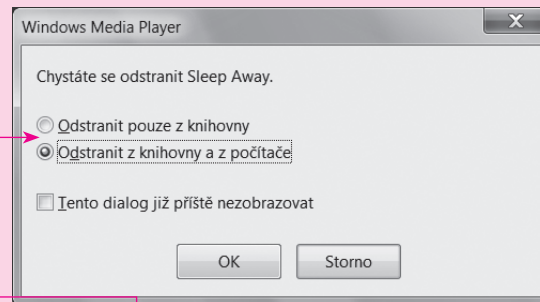 Windows Media Player
Chystáte se odstranit Sleep Away.
Odstranit pouze z knihovny
Odstranit z knihovny a z počítače
Tento dialog již příště nezobrazovat
OK Storno